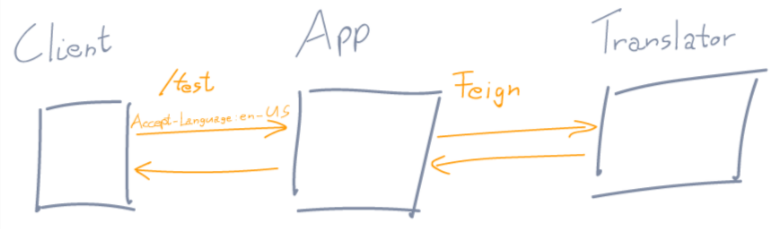 Client
App
Translator
/test
Feign
Accept-Language: en-US